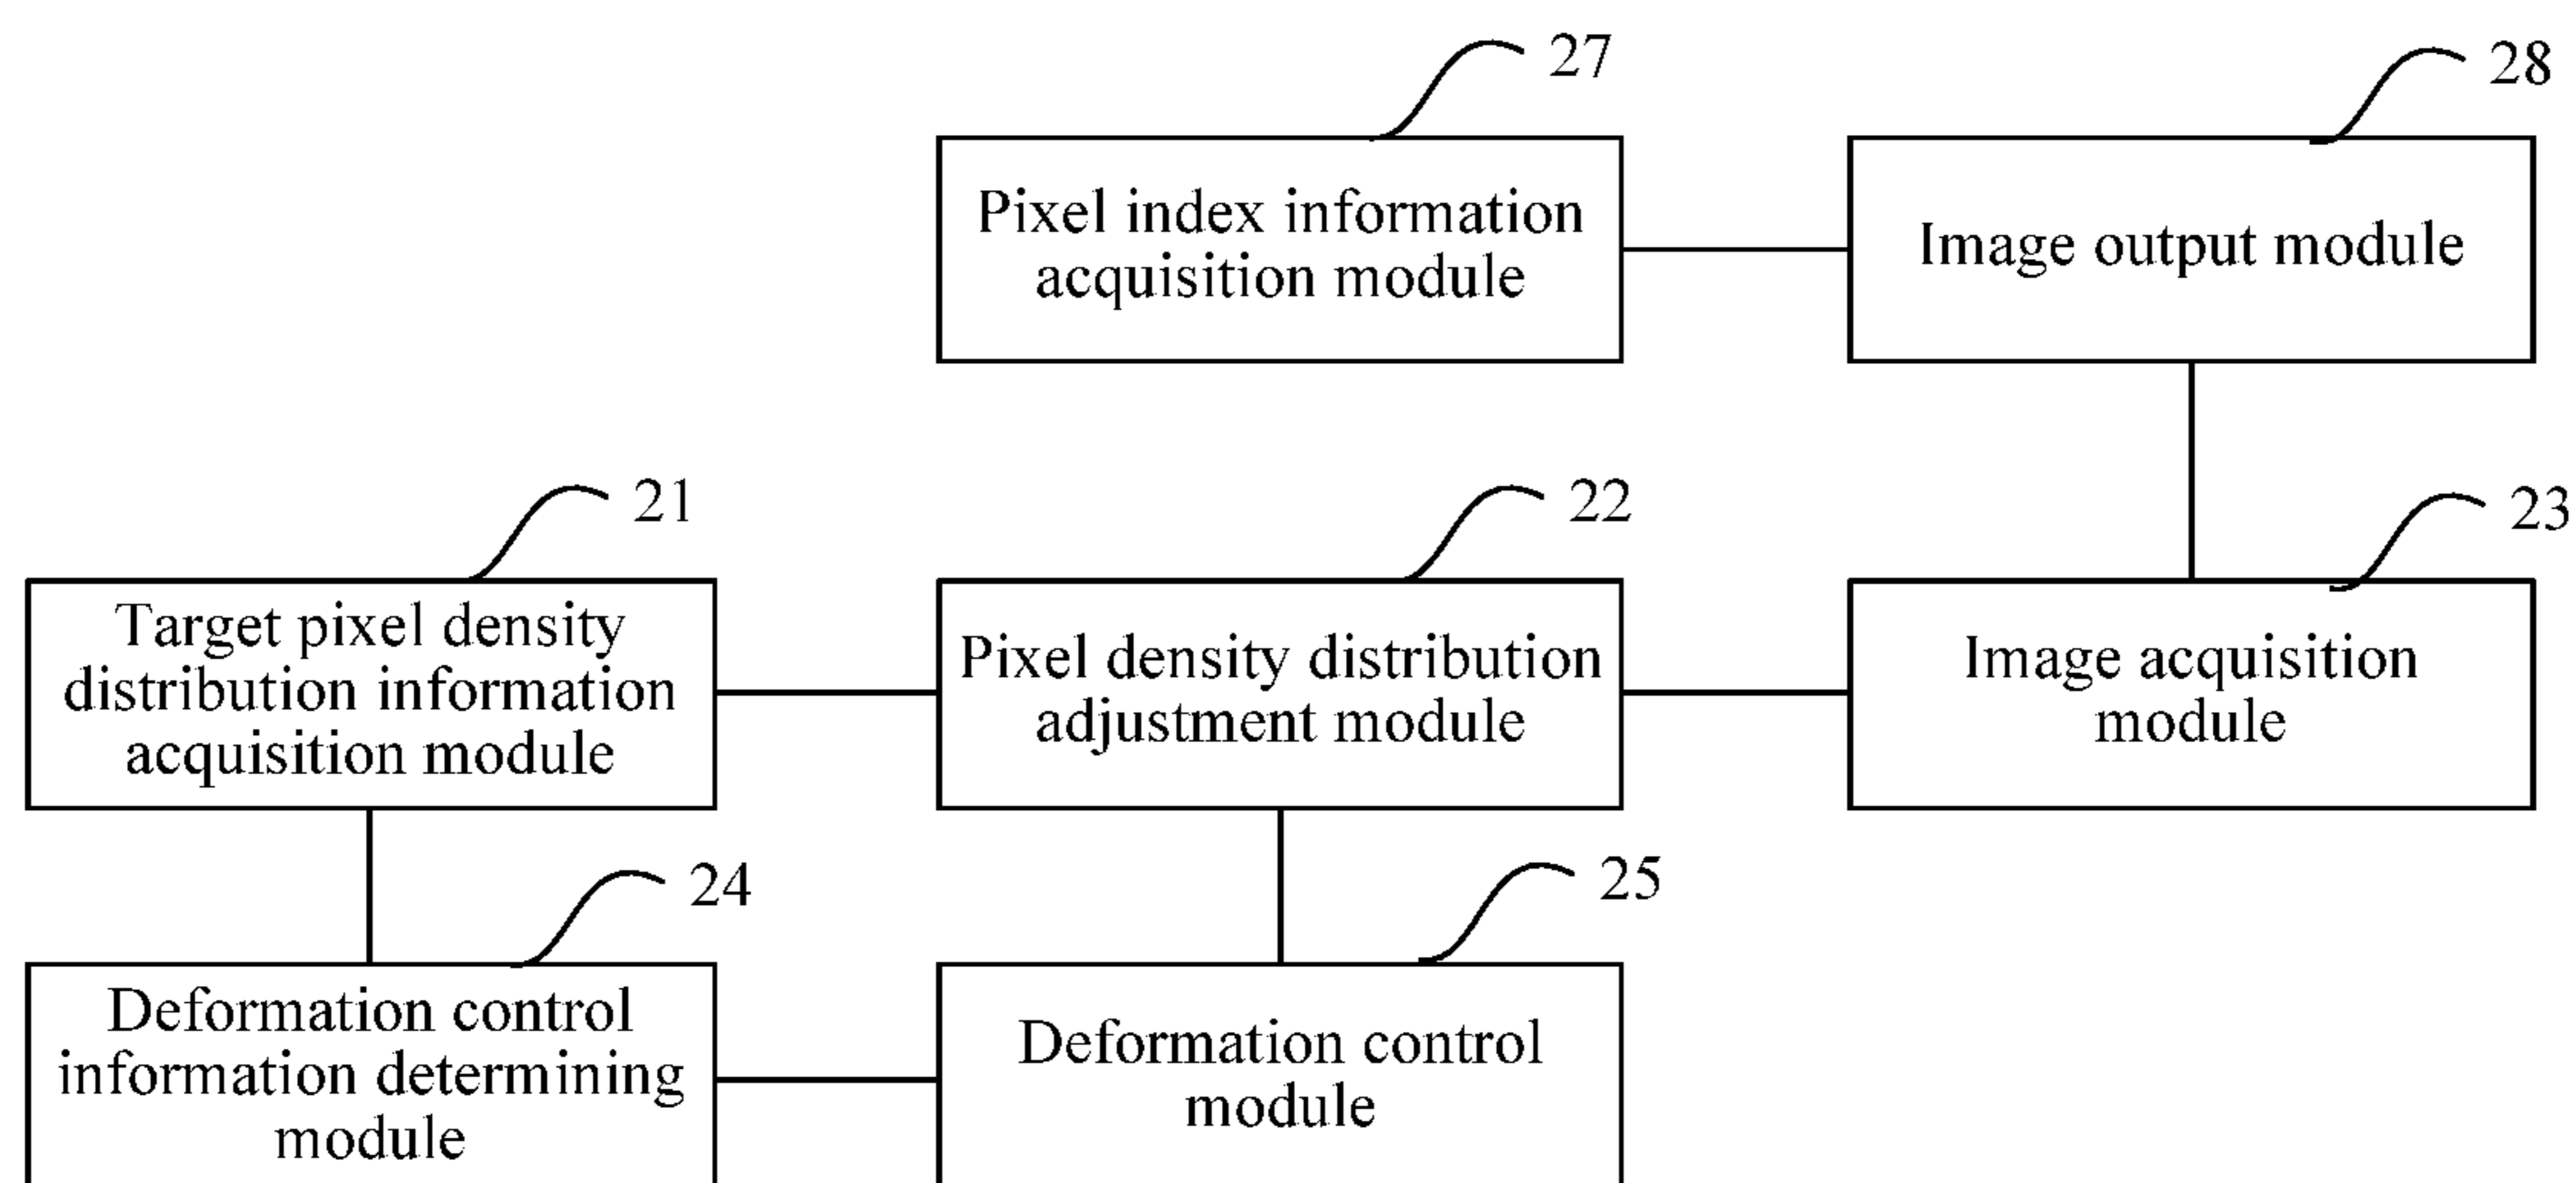 27
28
Pixel index information
acquisition module
Image output module
21
22
23
Target pixel density
distribution information
acquisition module
Pixel density distribution
adjustment module
Image acquisition
module
24
25
Deformation control
information determining
module
Deformation control
module